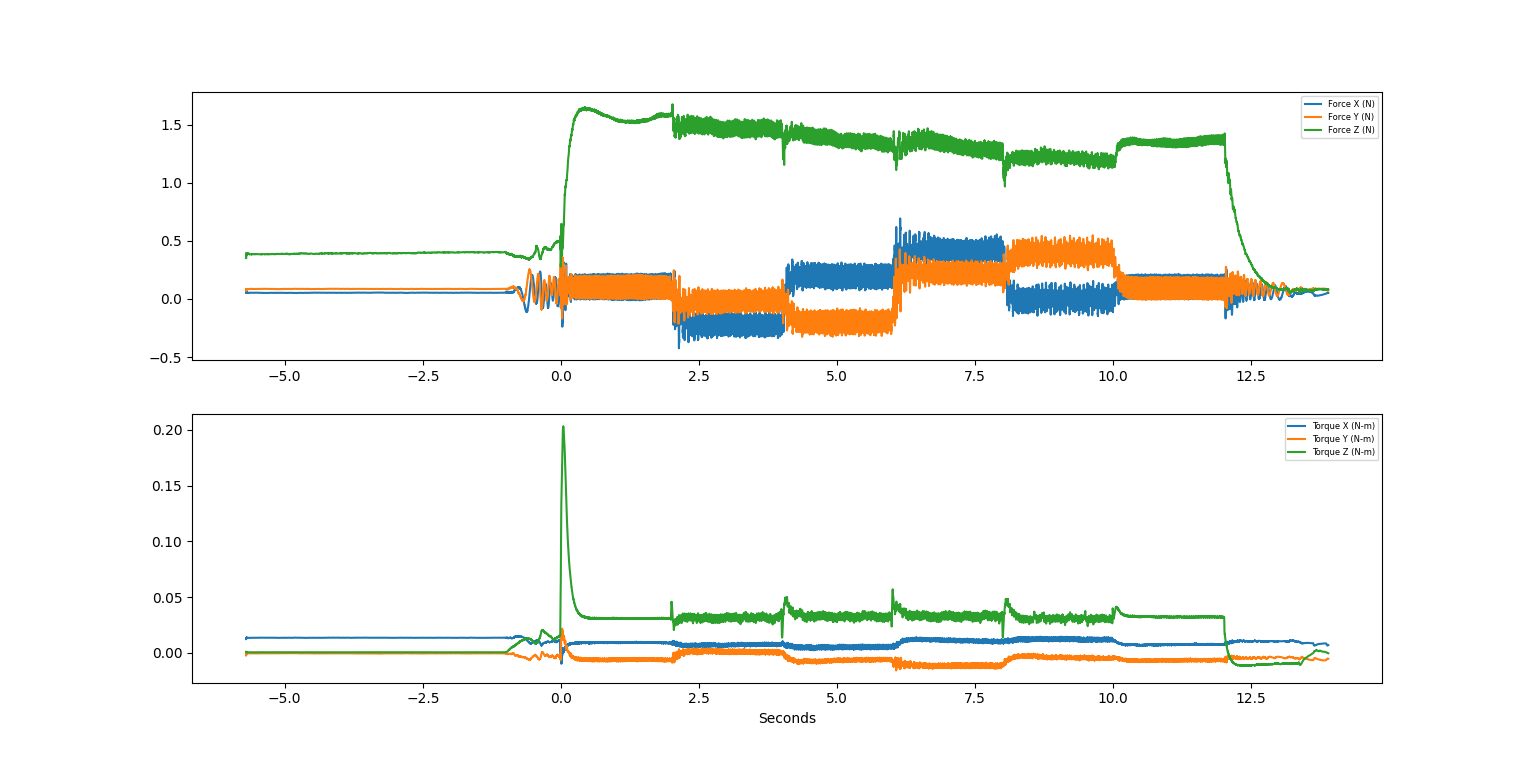 1.5
1.0
0.5
0.0
−0.5
Force X (N)
Force Y (N)
Force Z (N)
−5.0 −2.5 0.0 2.5 5.0 7.5 10.0 12.5
0.20
0.15
0.10
0.05
0.00
Torque X (N-m)
Torque Y (N-m)
Torque Z (N-m)
−5.0 −2.5 0.0 2.5 5.0 7.5 10.0 12.5
Seconds